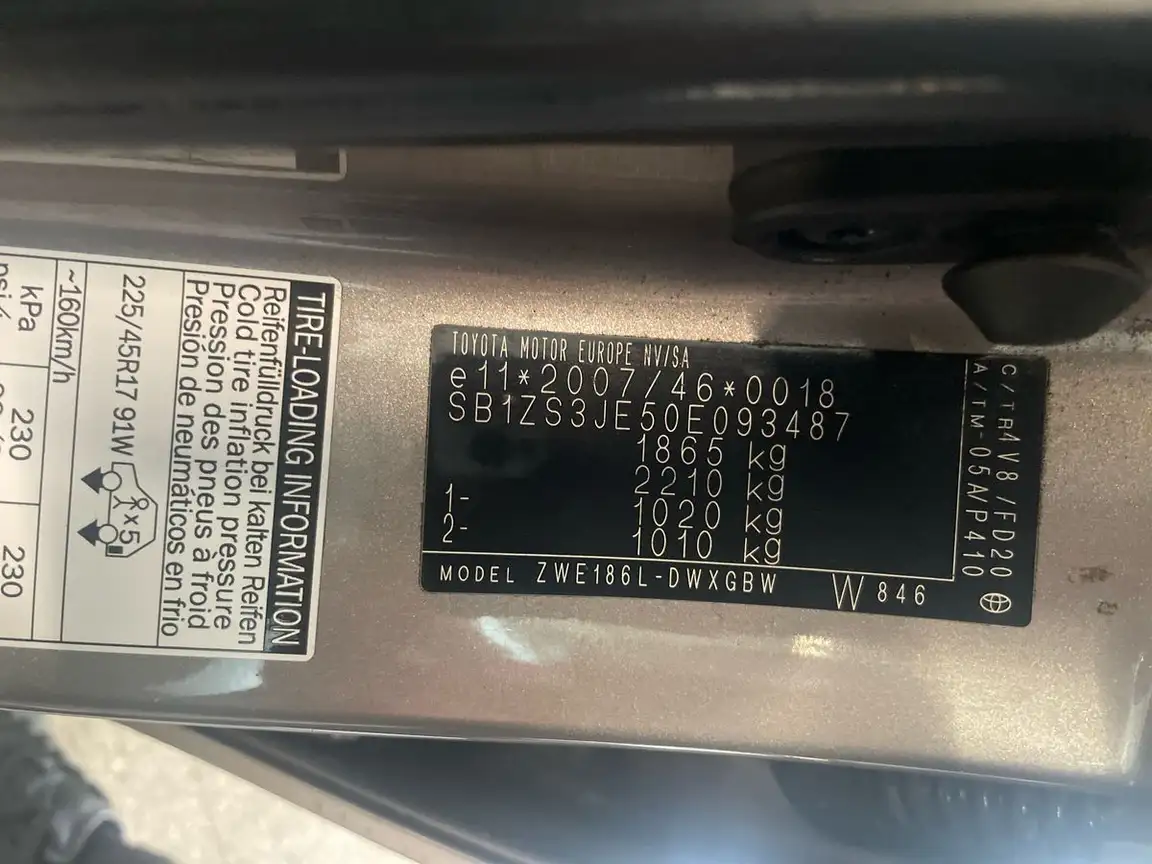 TOYOTA MOTOR EUROPE NV/SA
e11*2007/46*0018
SB1ZS3JE50E093487
1865 kg
2210 kg
1- 1020 kg
2- 1010 kg
MODEL ZWE186L-DWXGBW W846
C/TR 4V8/FD20
A/TM-05A/P410
TIRE-LOADING INFORMATION
Reifenfülldruck bei kalten Reifen
Cold tire inflation pressure
Pression des pneus à froid
Presión de neumáticos en frio
225/45R17 91W
x5
~160km/h
kPa 230 230